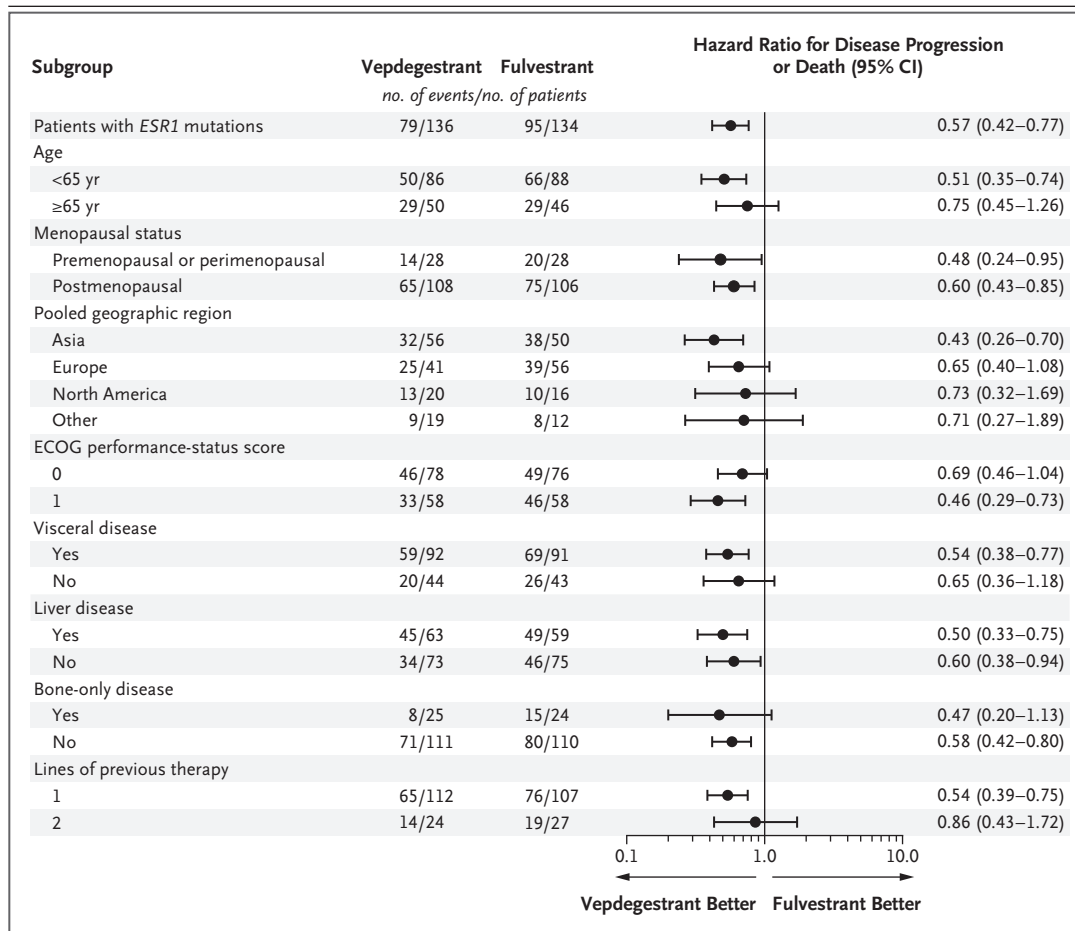 Subgroup Vepdegestrant Fulvestrant Hazard Ratio for Disease Progression
or Death (95% CI)
no. of events/no. of patients
Patients with ESR1 mutations 79/136 95/134 0.57 (0.42–0.77)
Age
<65 yr 50/86 66/88 0.51 (0.35–0.74)
≥65 yr 29/50 29/46 0.75 (0.45–1.26)
Menopausal status
Premenopausal or perimenopausal 14/28 20/28 0.48 (0.24–0.95)
Postmenopausal 65/108 75/106 0.60 (0.43–0.85)
Pooled geographic region
Asia 32/56 38/50 0.43 (0.26–0.70)
Europe 25/41 39/56 0.65 (0.40–1.08)
North America 13/20 10/16 0.73 (0.32–1.69)
Other 9/19 8/12 0.71 (0.27–1.89)
ECOG performance-status score
0 46/78 49/76 0.69 (0.46–1.04)
1 33/58 46/58 0.46 (0.29–0.73)
Visceral disease
Yes 59/92 69/91 0.54 (0.38–0.77)
No 20/44 26/43 0.65 (0.36–1.18)
Liver disease
Yes 45/63 49/59 0.50 (0.33–0.75)
No 34/73 46/75 0.60 (0.38–0.94)
Bone-only disease
Yes 8/25 15/24 0.47 (0.20–1.13)
No 71/111 80/110 0.58 (0.42–0.80)
Lines of previous therapy
1 65/112 76/107 0.54 (0.39–0.75)
2 14/24 19/27 0.86 (0.43–1.72)
0.1 1.0 10.0
Vepdegestrant Better Fulvestrant Better